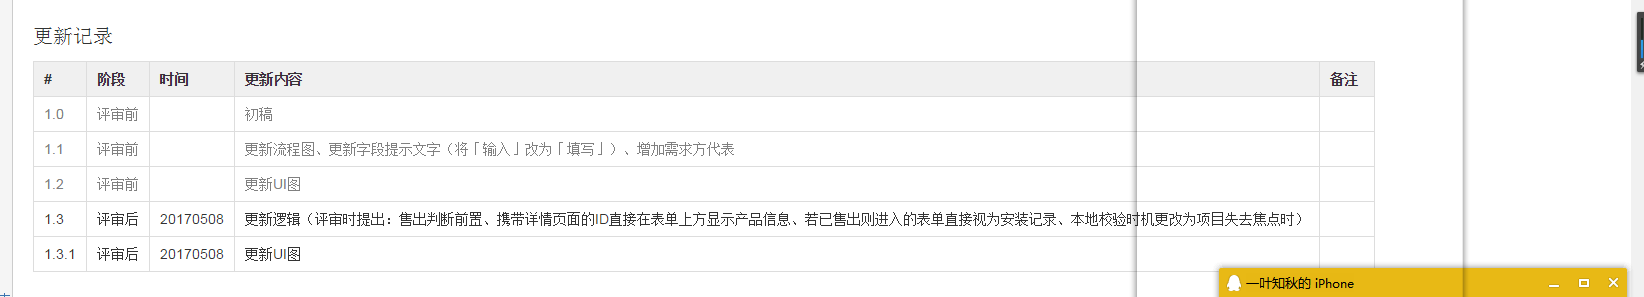 更新记录
# 阶段 时间 更新内容 备注
1.0 评审前 初稿
1.1 评审前 更新流程图、更新字段提示文字（将「输入」改为「填写」）、增加需求方代表
1.2 评审前 更新UI图
1.3 评审后 20170508 更新逻辑（评审时提出：售出判断前置、携带详情页面的ID直接在表单上方显示产品信息、若已售出则进入的表单直接视为安装记录、本地校验时机更改为项目失去焦点时）
1.3.1 评审后 20170508 更新UI图
一叶知秋的 iPhone